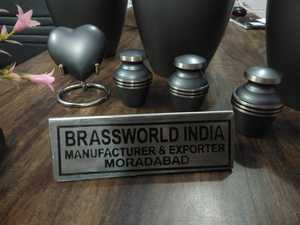 BRASSWORLD INDIA
MANUFACTURER & EXPORTER
MORADABAD